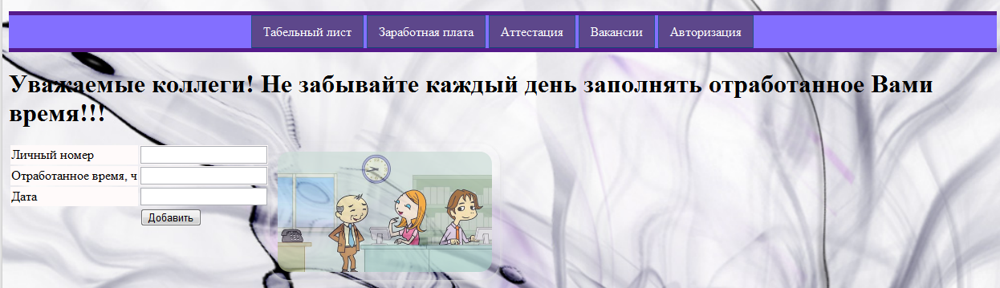 Табельный лист Заработная плата Аттестация Вакансии Авторизация
Уважаемые коллеги! Не забывайте каждый день заполнять отработанное Вами
время!!!
Личный номер
Отработанное время, ч
Дата
Добавить